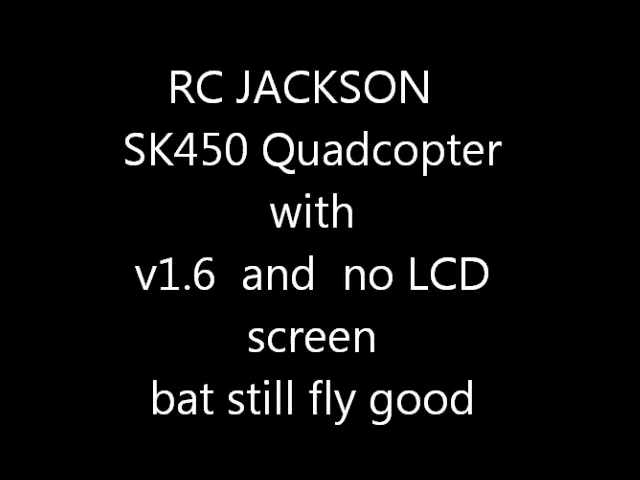 RC JACKSON
SK450 Quadcopter
with
v1.6 and no LCD
screen
bat still fly good